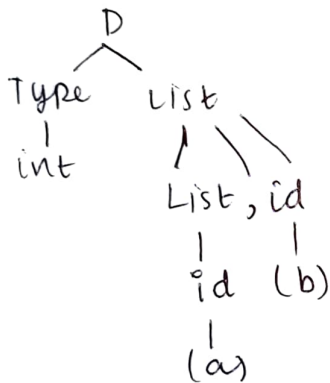 D
Type List
int
List , id
id (b)
(a)